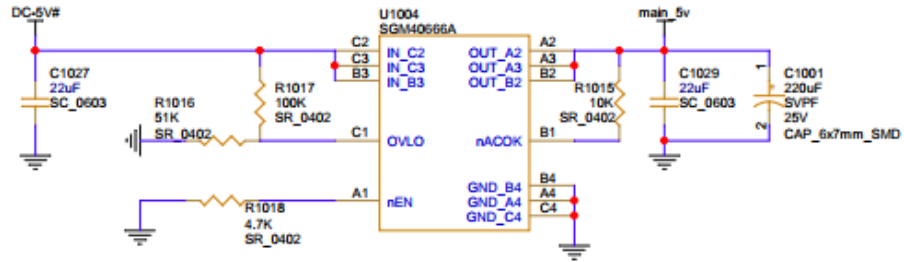 DC-5V#
U1004
SGM40666A
main_5v
C2
C3
B3
IN_C2
IN_C3
IN_B3
OUT_A2
OUT_A3
OUT_B2
A2
A3
B2
C1027
22uF
SC_0603
R1016
51K
SR_0402
R1017
100K
SR_0402
R1015
10K
SR_0402
C1029
22uF
SC_0603
1
2
C1001
220uF
SVPF
25V
CAP_6x7mm_SMD
C1
OVLO
nACOK
B1
A1
nEN
GND_B4
GND_A4
GND_C4
B4
A4
C4
R1018
4.7K
SR_0402